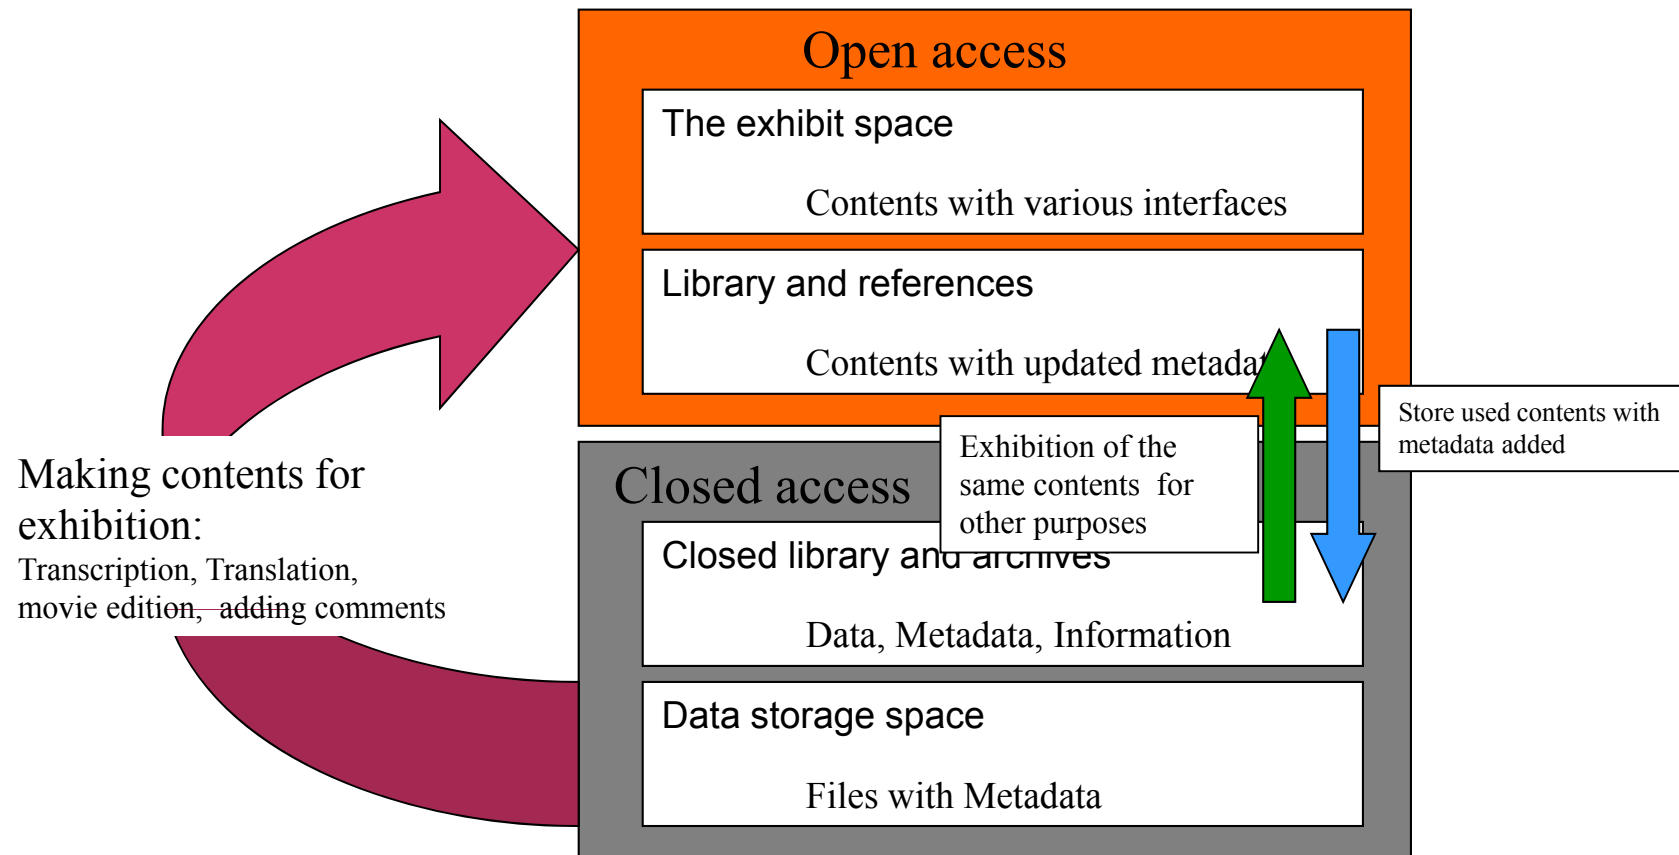 Open access
The exhibit space
Contents with various interfaces
Library and references
Contents with updated metadat
Store used contents with
metadata added
Exhibition of the
same contents  for
other purposes
Closed access
Closed library and archives
Data, Metadata, Information
Data storage space
Files with Metadata
Making contents for
exhibition:
Transcription, Translation,
movie edition,  adding comments